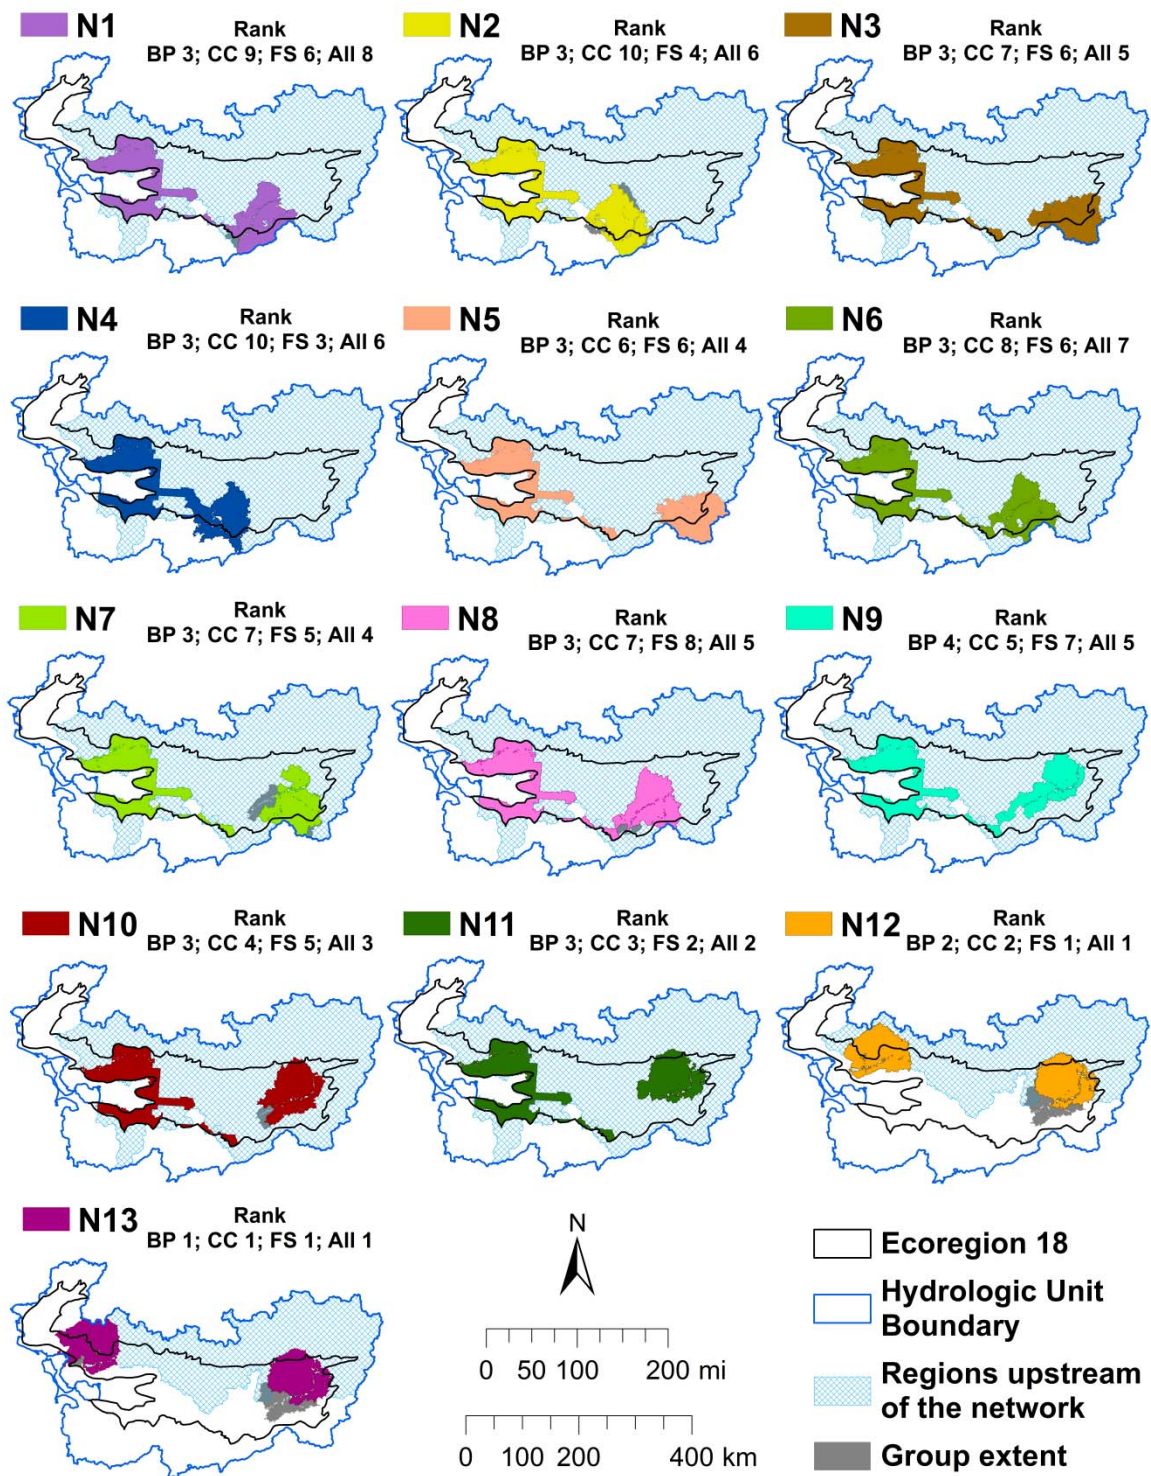 N1
Rank
BP 3; CC 9; FS 6; All 8
N2
Rank
BP 3; CC 10; FS 4; All 6
N3
Rank
BP 3; CC 7; FS 6; All 5
N4
Rank
BP 3; CC 10; FS 3; All 6
N5
Rank
BP 3; CC 6; FS 6; All 4
N6
Rank
BP 3; CC 8; FS 6; All 7
N7
Rank
BP 3; CC 7; FS 5; All 4
N8
Rank
BP 3; CC 7; FS 8; All 5
N9
Rank
BP 4; CC 5; FS 7; All 5
N10
Rank
BP 3; CC 4; FS 5; All 3
N11
Rank
BP 3; CC 3; FS 2; All 2
N12
Rank
BP 2; CC 2; FS 1; All 1
N13
Rank
BP 1; CC 1; FS 1; All 1
N
0 50 100 200 mi
0 100 200 400 km
Ecoregion 18
Hydrologic Unit
Boundary
Regions upstream
of the network
Group extent